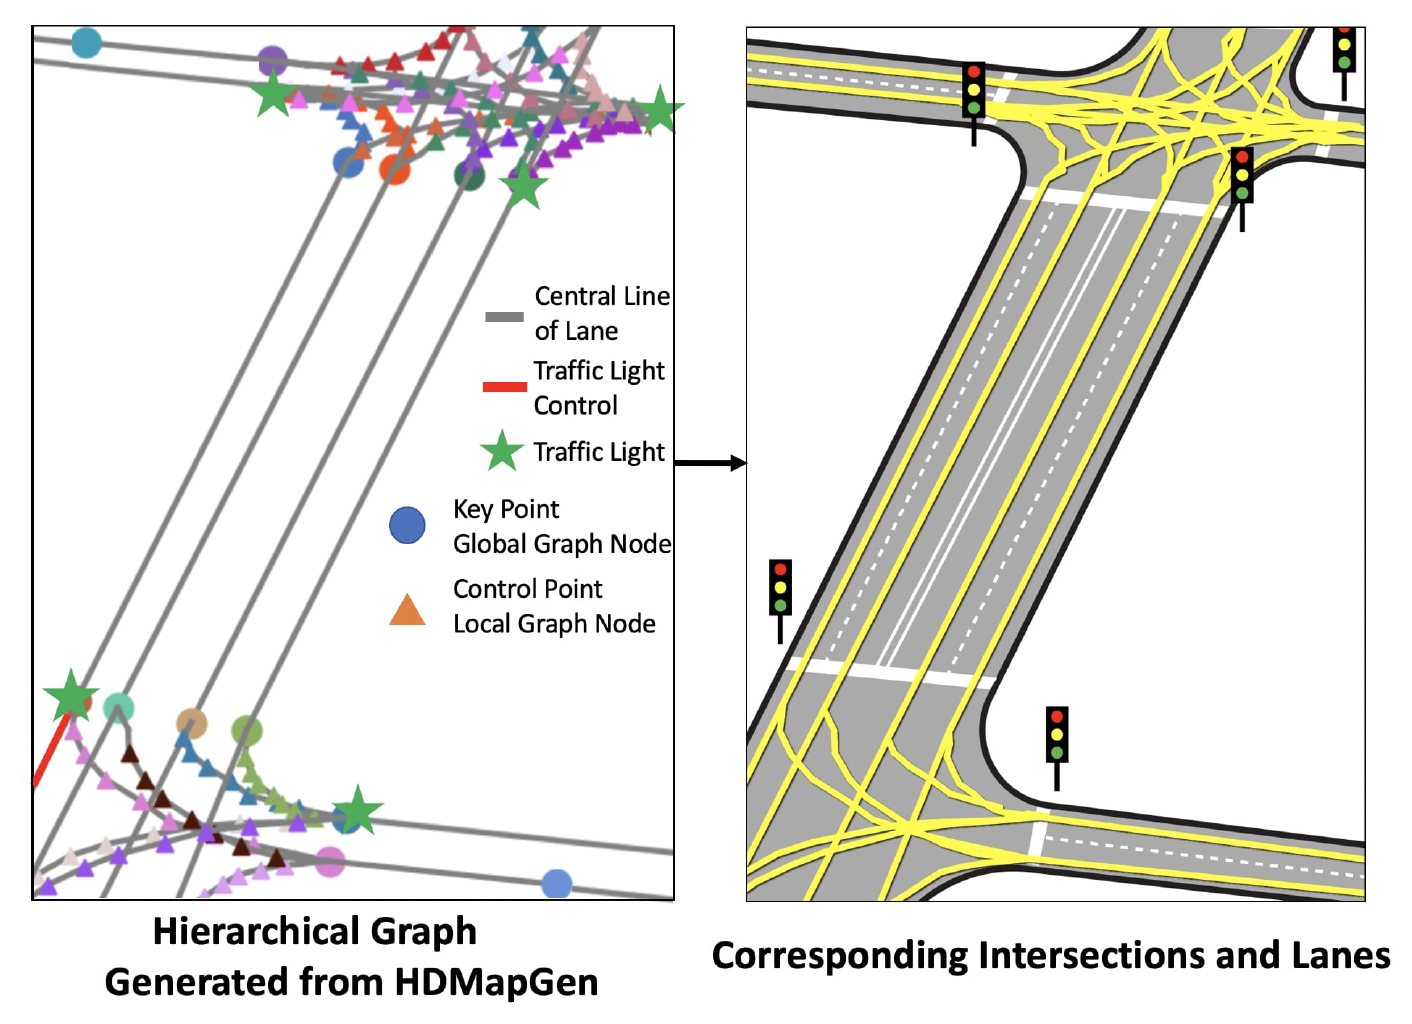 Central Line
of Lane
Traffic Light
Control
Traffic Light
Key Point
Global Graph Node
Control Point
Local Graph Node
Hierarchical Graph
Generated from HDMapGen
Corresponding Intersections and Lanes